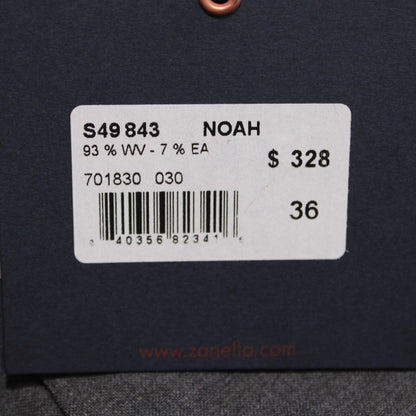 S49 843 NOAH
93 % WV - 7 % EA
$ 328
701830 030
36
40356 82341
www.zanella.com